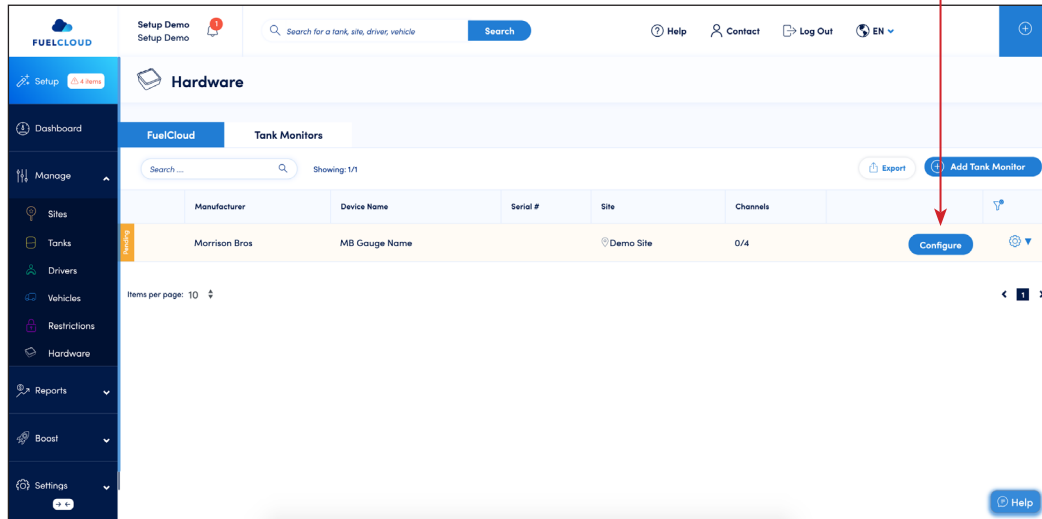 FUELCLOUD
Setup Demo
Setup Demo
1
Search for a tank, site, driver, vehicle
Search
Help
Contact
Log Out
EN
Setup
4 items
Hardware
Dashboard
FuelCloud
Tank Monitors
Manage
Search ...
Showing: 1/1
Export
Add Tank Monitor
Manufacturer
Device Name
Serial #
Site
Channels
Sites
Pending
Morrison Bros
MB Gauge Name
Demo Site
0/4
Configure
Tanks
Drivers
Vehicles
Items per page: 10
1
Restrictions
Hardware
Reports
Boost
Settings
Help